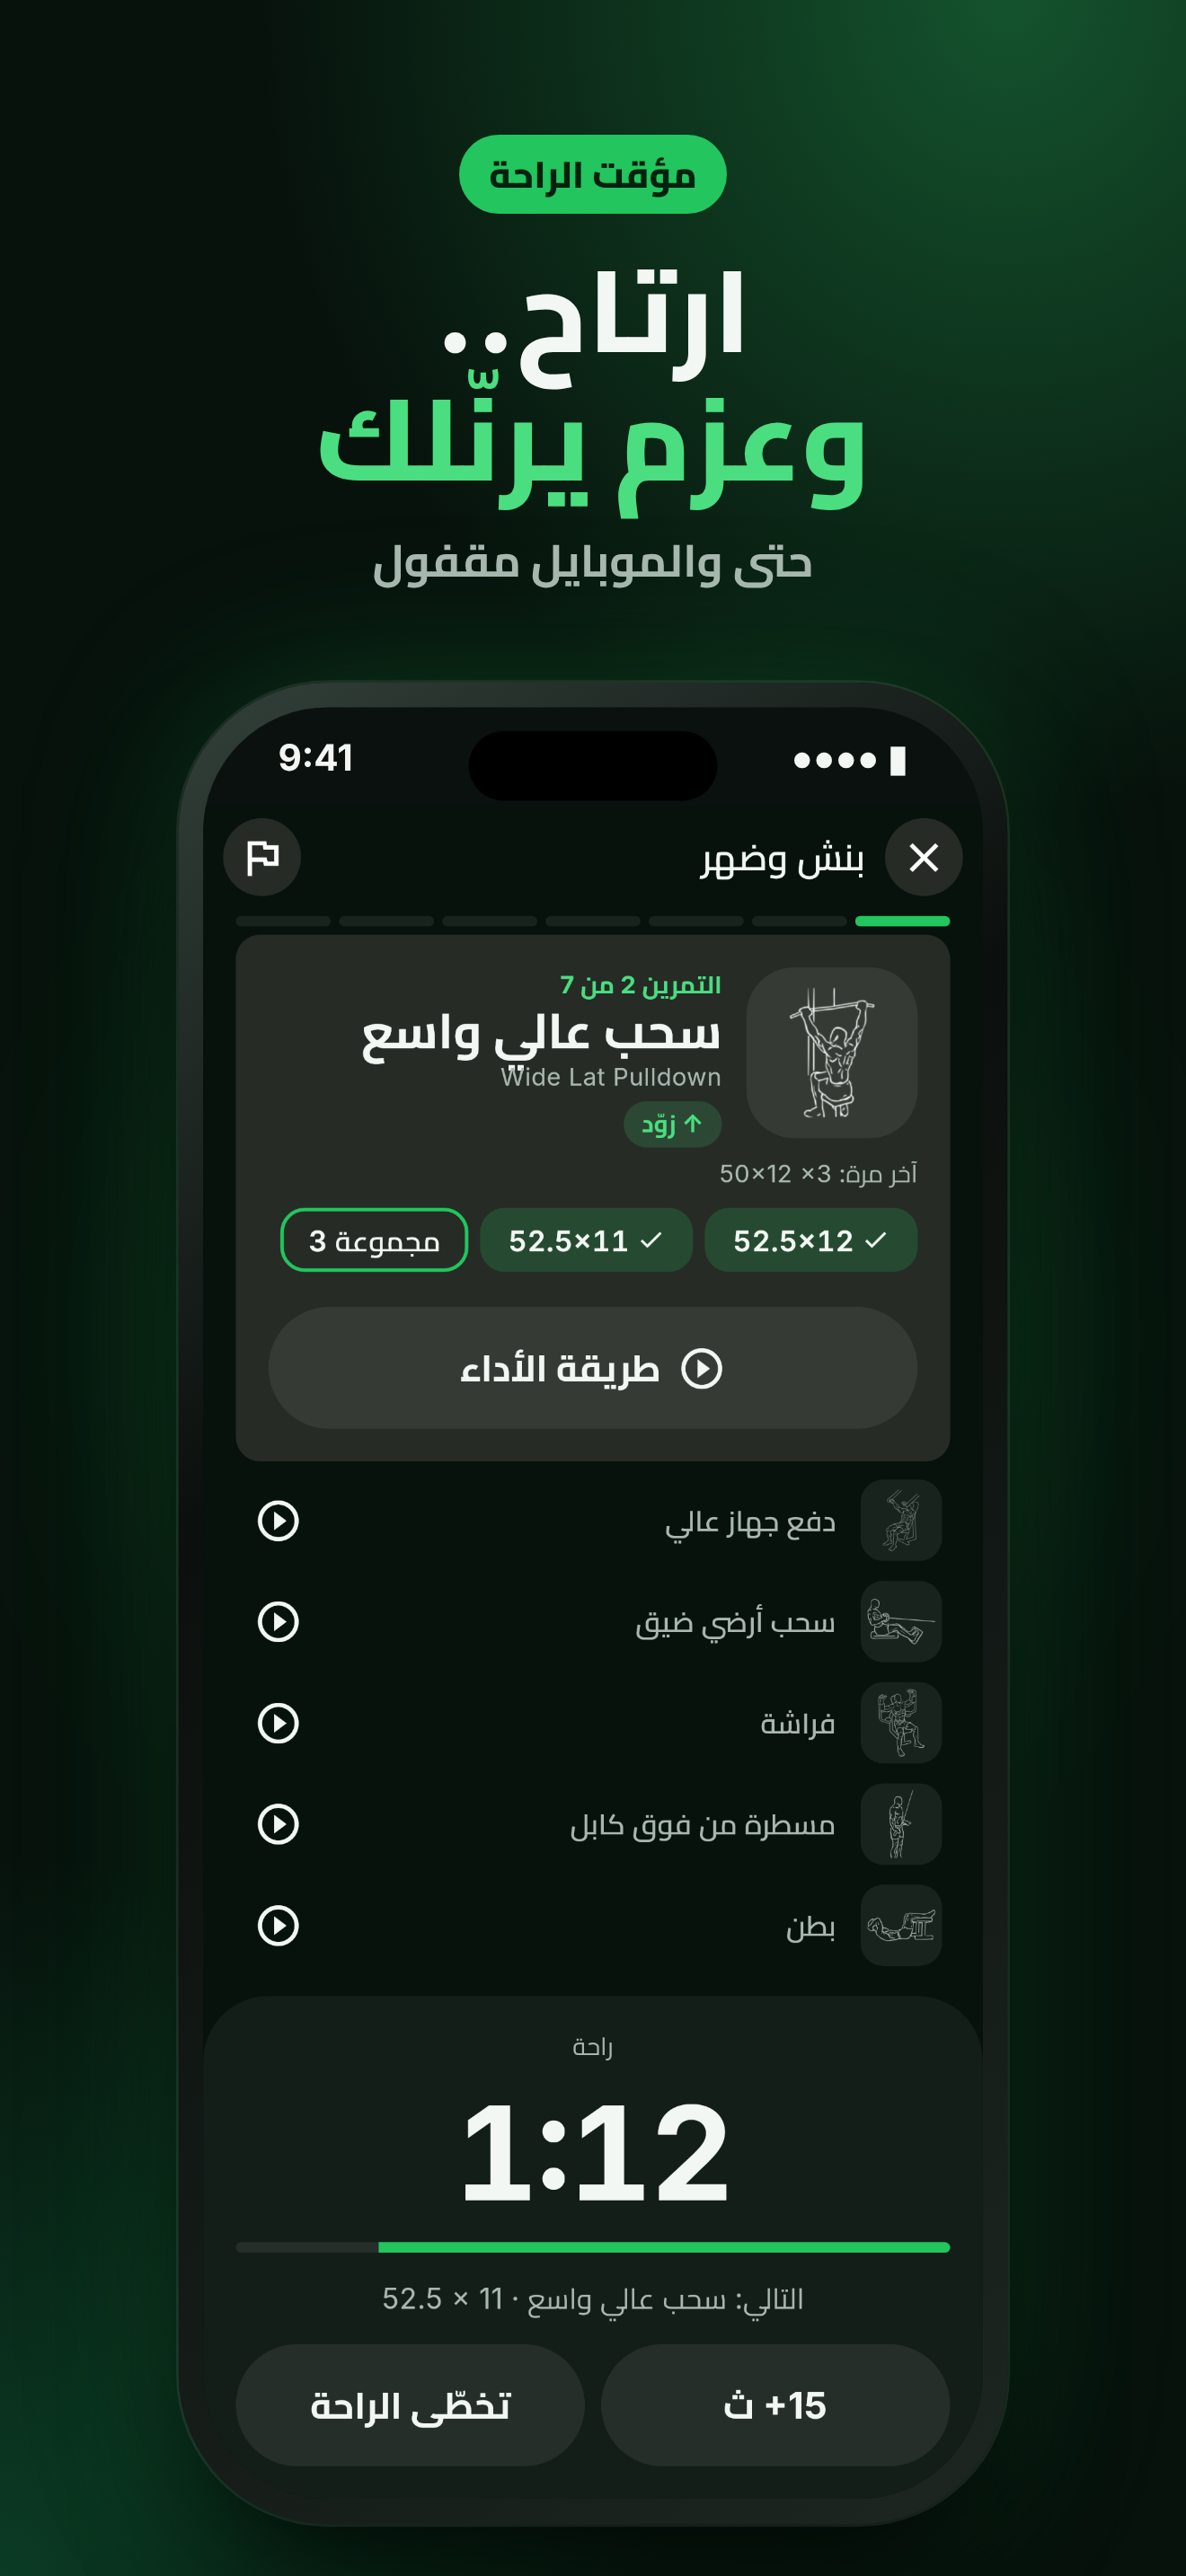 مؤقت الراحة
ارتاح..
وعزم يرنّلك
حتى والموبايل مقفول
9:41
بنش وضهر
التمرين 2 من 7
سحب عالي واسع
Wide Lat Pulldown
↑ زوّد
آخر مرة: 3× 12×50
✓ 52.5×12
✓ 52.5×11
مجموعة 3
طريقة الأداء
دفع جهاز عالي
سحب أرضي ضيق
فراشة
مسطرة من فوق كابل
بطن
راحة
1:12
التالي: سحب عالي واسع · 11 × 52.5
+15 ث
تخطّى الراحة